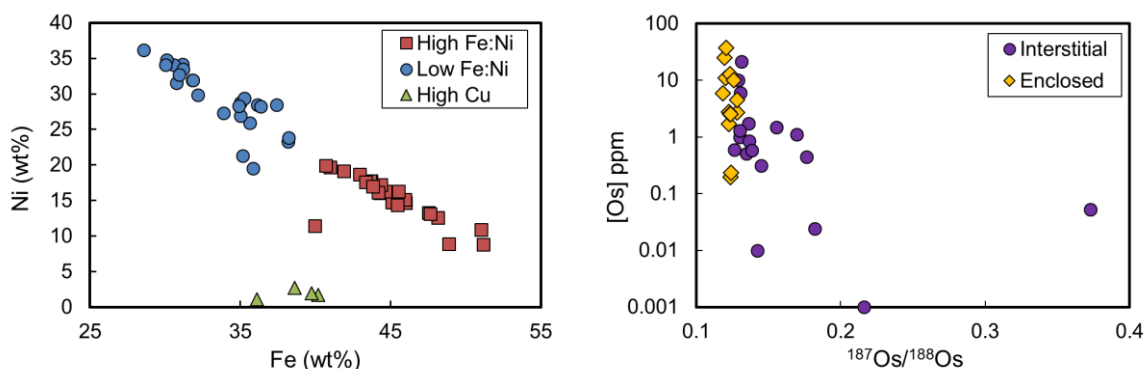 40
35
30
25
20
15
10
5
0
Ni (wt%)
25
35
45
55
Fe (wt%)
High Fe:Ni
Low Fe:Ni
High Cu
100
10
1
0.1
0.01
0.001
[Os] ppm
0.1
0.2
0.3
0.4
¹⁸⁷Os/¹⁸⁸Os
Interstitial
Enclosed